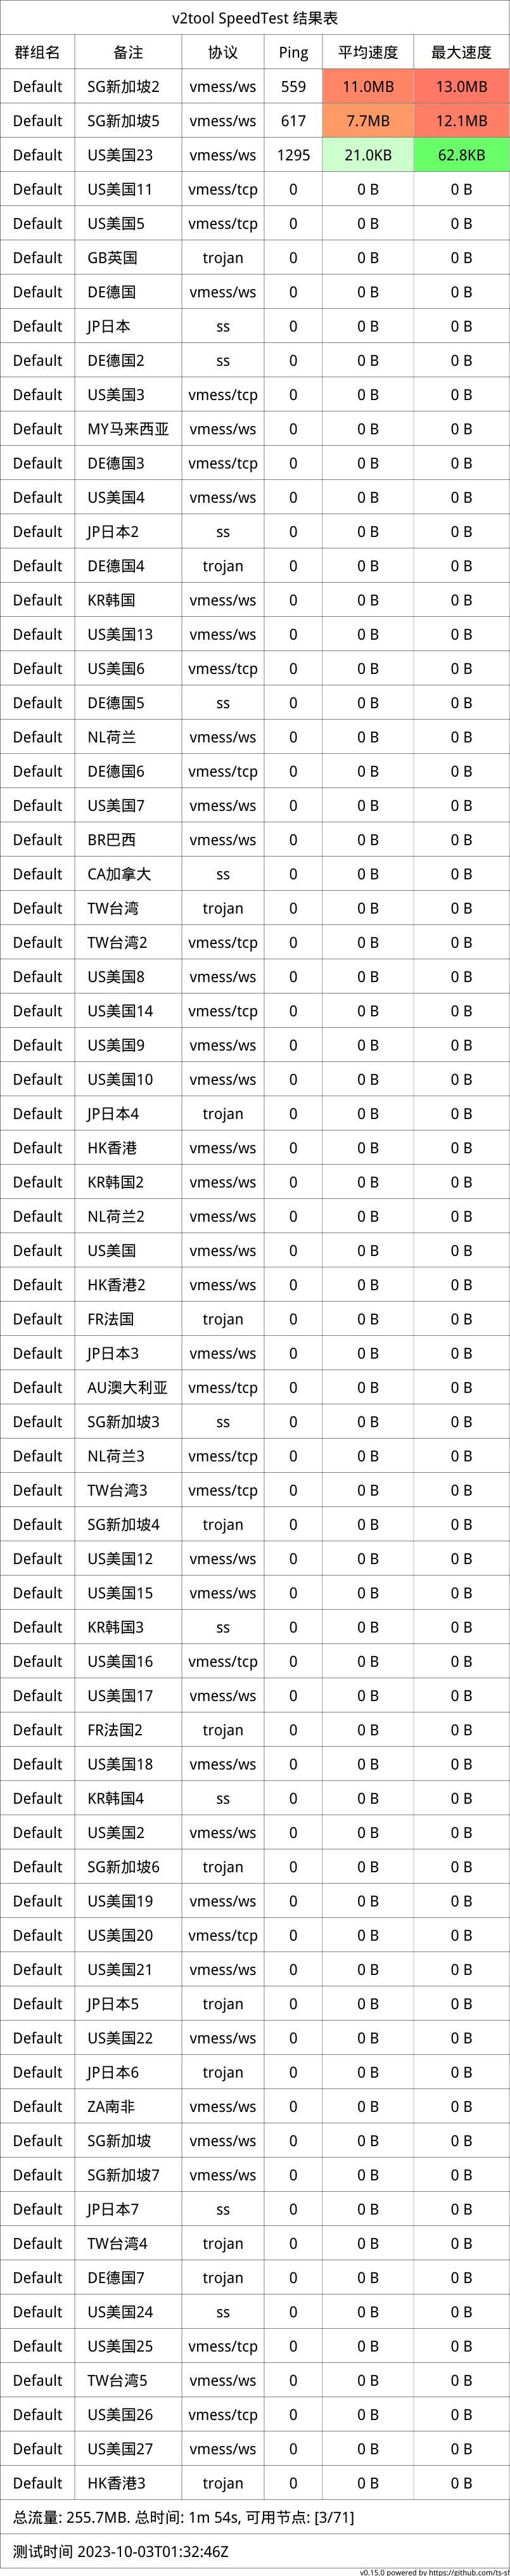 v2tool SpeedTest 结果表
群组名 备注 协议 Ping 平均速度 最大速度
Default SG新加坡2 vmess/ws 559 11.0MB 13.0MB
Default SG新加坡5 vmess/ws 617 7.7MB 12.1MB
Default US美国23 vmess/ws 1295 21.0KB 62.8KB
Default US美国11 vmess/tcp 0 0 B 0 B
Default US美国5 vmess/tcp 0 0 B 0 B
Default GB英国 trojan 0 0 B 0 B
Default DE德国 vmess/ws 0 0 B 0 B
Default JP日本 ss 0 0 B 0 B
Default DE德国2 ss 0 0 B 0 B
Default US美国3 vmess/tcp 0 0 B 0 B
Default MY马来西亚 vmess/ws 0 0 B 0 B
Default DE德国3 vmess/tcp 0 0 B 0 B
Default US美国4 vmess/ws 0 0 B 0 B
Default JP日本2 ss 0 0 B 0 B
Default DE德国4 trojan 0 0 B 0 B
Default KR韩国 vmess/ws 0 0 B 0 B
Default US美国13 vmess/ws 0 0 B 0 B
Default US美国6 vmess/tcp 0 0 B 0 B
Default DE德国5 ss 0 0 B 0 B
Default NL荷兰 vmess/ws 0 0 B 0 B
Default DE德国6 vmess/tcp 0 0 B 0 B
Default US美国7 vmess/ws 0 0 B 0 B
Default BR巴西 vmess/ws 0 0 B 0 B
Default CA加拿大 ss 0 0 B 0 B
Default TW台湾 trojan 0 0 B 0 B
Default TW台湾2 vmess/tcp 0 0 B 0 B
Default US美国8 vmess/ws 0 0 B 0 B
Default US美国14 vmess/tcp 0 0 B 0 B
Default US美国9 vmess/ws 0 0 B 0 B
Default US美国10 vmess/ws 0 0 B 0 B
Default JP日本4 trojan 0 0 B 0 B
Default HK香港 vmess/ws 0 0 B 0 B
Default KR韩国2 vmess/ws 0 0 B 0 B
Default NL荷兰2 vmess/ws 0 0 B 0 B
Default US美国 vmess/ws 0 0 B 0 B
Default HK香港2 vmess/ws 0 0 B 0 B
Default FR法国 trojan 0 0 B 0 B
Default JP日本3 vmess/ws 0 0 B 0 B
Default AU澳大利亚 vmess/tcp 0 0 B 0 B
Default SG新加坡3 ss 0 0 B 0 B
Default NL荷兰3 vmess/tcp 0 0 B 0 B
Default TW台湾3 vmess/tcp 0 0 B 0 B
Default SG新加坡4 trojan 0 0 B 0 B
Default US美国12 vmess/ws 0 0 B 0 B
Default US美国15 vmess/ws 0 0 B 0 B
Default KR韩国3 ss 0 0 B 0 B
Default US美国16 vmess/tcp 0 0 B 0 B
Default US美国17 vmess/ws 0 0 B 0 B
Default FR法国2 trojan 0 0 B 0 B
Default US美国18 vmess/ws 0 0 B 0 B
Default KR韩国4 ss 0 0 B 0 B
Default US美国2 vmess/ws 0 0 B 0 B
Default SG新加坡6 trojan 0 0 B 0 B
Default US美国19 vmess/ws 0 0 B 0 B
Default US美国20 vmess/tcp 0 0 B 0 B
Default US美国21 vmess/ws 0 0 B 0 B
Default JP日本5 trojan 0 0 B 0 B
Default US美国22 vmess/ws 0 0 B 0 B
Default JP日本6 trojan 0 0 B 0 B
Default ZA南非 vmess/ws 0 0 B 0 B
Default SG新加坡 vmess/ws 0 0 B 0 B
Default SG新加坡7 vmess/ws 0 0 B 0 B
Default JP日本7 ss 0 0 B 0 B
Default TW台湾4 trojan 0 0 B 0 B
Default DE德国7 trojan 0 0 B 0 B
Default US美国24 ss 0 0 B 0 B
Default US美国25 vmess/tcp 0 0 B 0 B
Default TW台湾5 vmess/ws 0 0 B 0 B
Default US美国26 vmess/tcp 0 0 B 0 B
Default US美国27 vmess/ws 0 0 B 0 B
Default HK香港3 trojan 0 0 B 0 B
总流量: 255.7MB. 总时间: 1m 54s, 可用节点: [3/71]
测试时间 2023-10-03T01:32:46Z
v0.15.0 powered by https://github.com/ts-sf